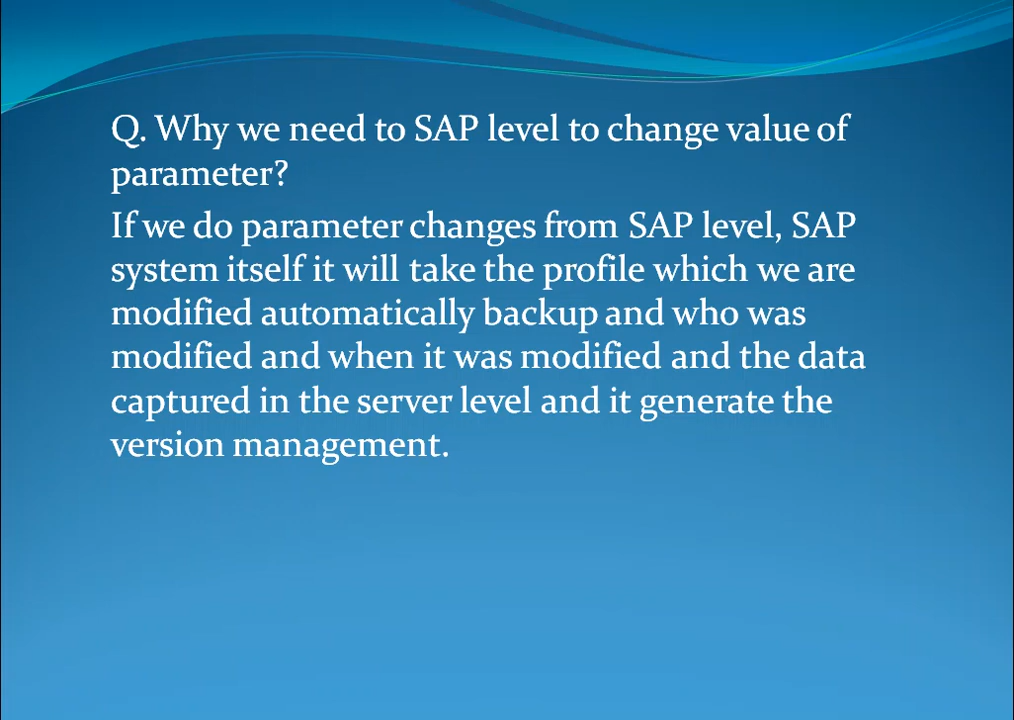 Q. Why we need to SAP level to change value of
parameter?
If we do parameter changes from SAP level, SAP
system itself it will take the profile which we are
modified automatically backup and who was
modified and when it was modified and the data
captured in the server level and it generate the
version management.